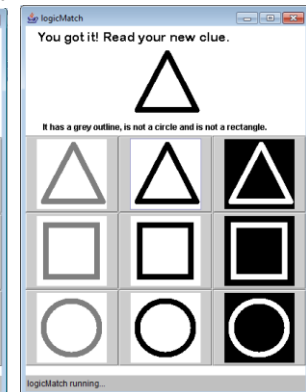 logicMatch
You got it! Read your new clue.
It has a grey outline, is not a circle and is not a rectangle.
logicMatch running...